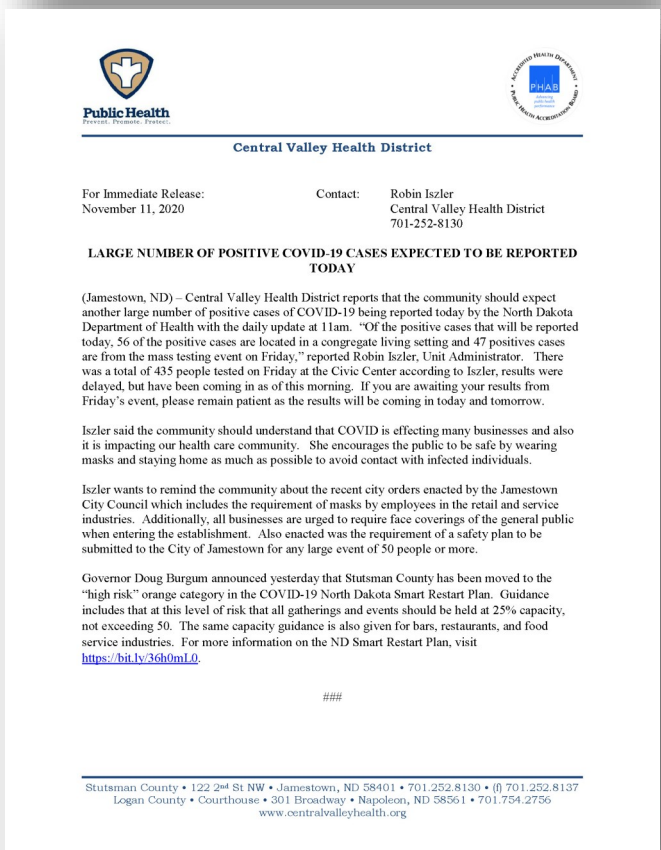 Public Health
Prevent. Promote. Protect.
ACCREDITED HEALTH DEPARTMENT
PUBLIC HEALTH ACCREDITATION BOARD
PHAB
Advancing
public health
performance
Central Valley Health District
For Immediate Release: Contact: Robin Iszler
November 11, 2020 Central Valley Health District
701-252-8130
LARGE NUMBER OF POSITIVE COVID-19 CASES EXPECTED TO BE REPORTED
TODAY
(Jamestown, ND) – Central Valley Health District reports that the community should expect
another large number of positive cases of COVID-19 being reported today by the North Dakota
Department of Health with the daily update at 11am. “Of the positive cases that will be reported
today, 56 of the positive cases are located in a congregate living setting and 47 positives cases
are from the mass testing event on Friday,” reported Robin Iszler, Unit Administrator. There
was a total of 435 people tested on Friday at the Civic Center according to Iszler, results were
delayed, but have been coming in as of this morning. If you are awaiting your results from
Friday’s event, please remain patient as the results will be coming in today and tomorrow.
Iszler said the community should understand that COVID is effecting many businesses and also
it is impacting our health care community. She encourages the public to be safe by wearing
masks and staying home as much as possible to avoid contact with infected individuals.
Iszler wants to remind the community about the recent city orders enacted by the Jamestown
City Council which includes the requirement of masks by employees in the retail and service
industries. Additionally, all businesses are urged to require face coverings of the general public
when entering the establishment. Also enacted was the requirement of a safety plan to be
submitted to the City of Jamestown for any large event of 50 people or more.
Governor Doug Burgum announced yesterday that Stutsman County has been moved to the
“high risk” orange category in the COVID-19 North Dakota Smart Restart Plan. Guidance
includes that at this level of risk that all gatherings and events should be held at 25% capacity,
not exceeding 50. The same capacity guidance is also given for bars, restaurants, and food
service industries. For more information on the ND Smart Restart Plan, visit
https://bit.ly/36h0mL0.
###
Stutsman County • 122 2nd St NW • Jamestown, ND 58401 • 701.252.8130 • (f) 701.252.8137
Logan County • Courthouse • 301 Broadway • Napoleon, ND 58561 • 701.754.2756
www.centralvalleyhealth.org